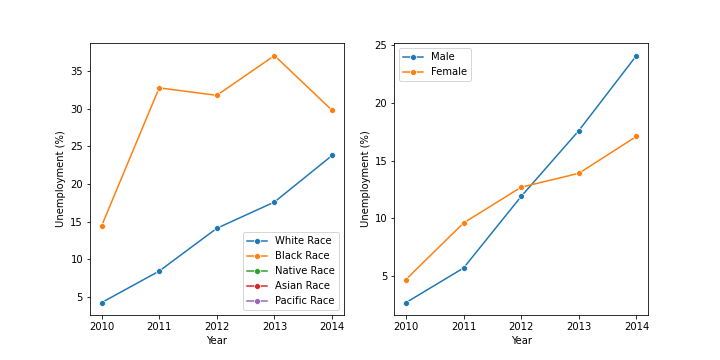 35
30
25
20
15
10
5
Unemployment (%)
2010 2011 2012 2013 2014
Year
White Race
Black Race
Native Race
Asian Race
Pacific Race
25
20
15
10
5
Unemployment (%)
2010 2011 2012 2013 2014
Year
Male
Female